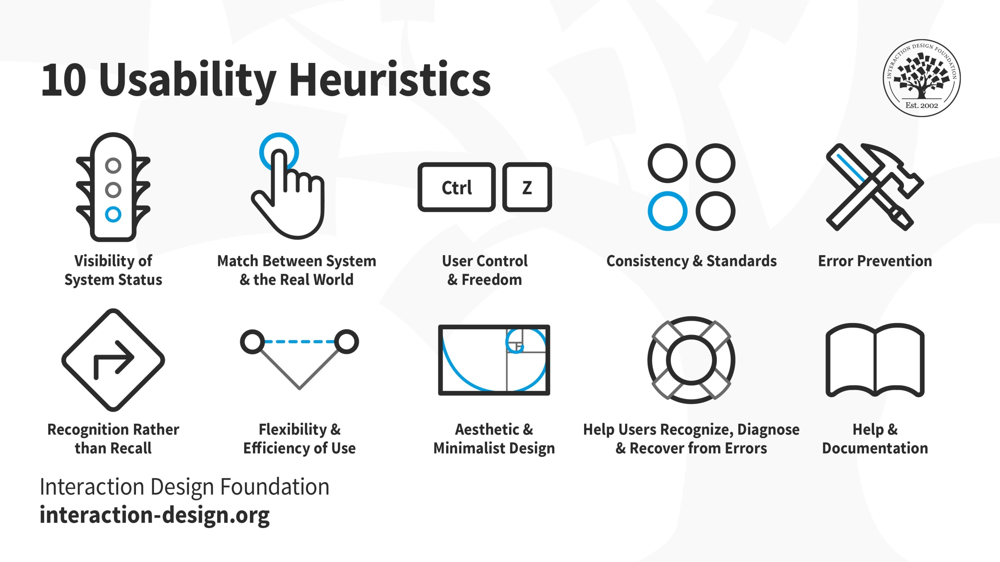 10 Usability Heuristics
INTERACTION DESIGN FOUNDATION
Est. 2002
Ctrl
Z
Visibility of
System Status
Match Between System
& the Real World
User Control
& Freedom
Consistency & Standards
Error Prevention
Recognition Rather
than Recall
Flexibility &
Efficiency of Use
Aesthetic &
Minimalist Design
Help Users Recognize, Diagnose
& Recover from Errors
Help &
Documentation
Interaction Design Foundation
interaction-design.org